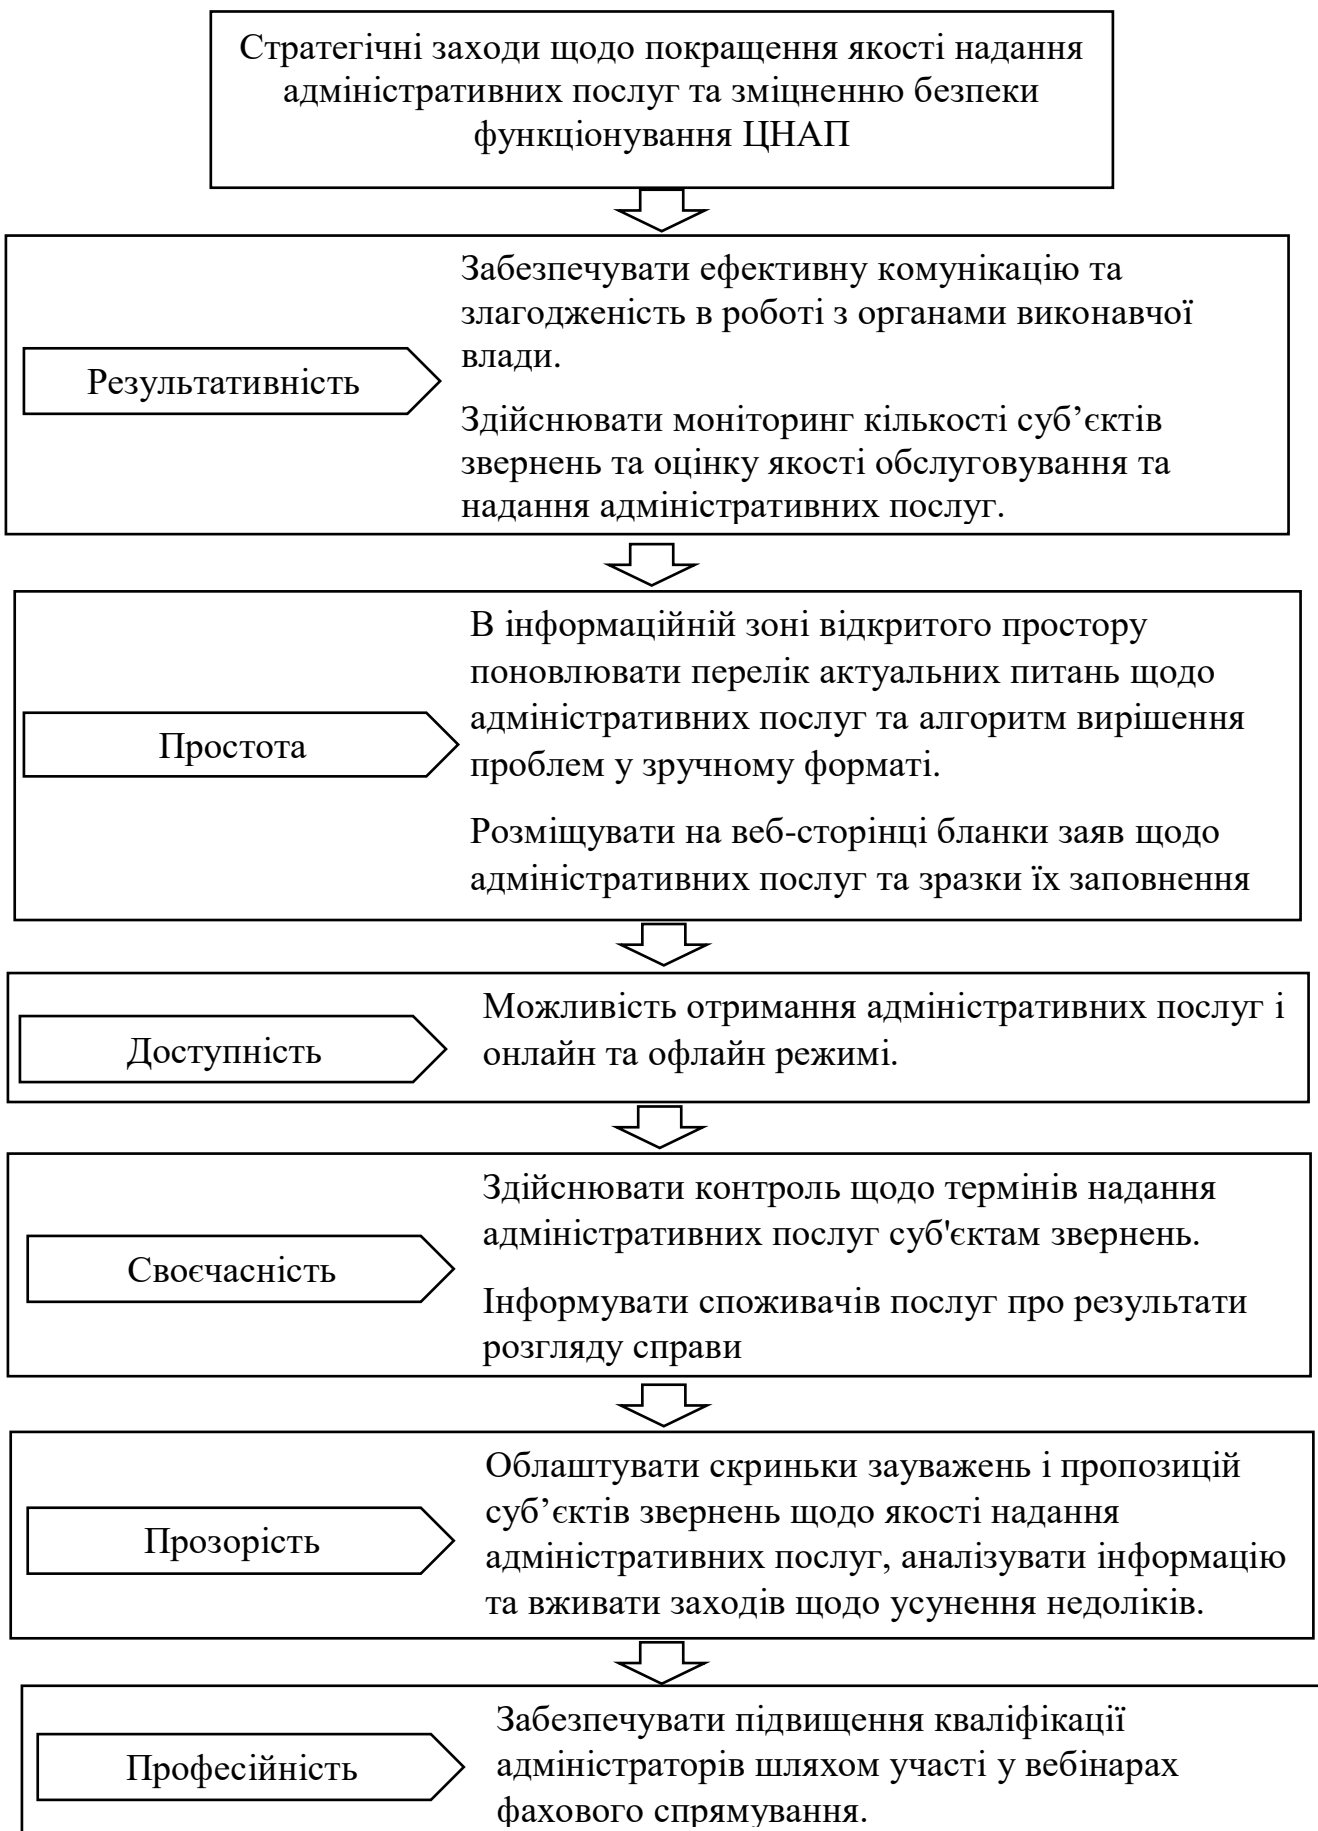 Стратегічні заходи щодо покращення якості надання
адміністративних послуг та зміцненню безпеки
функціонування ЦНАП
Результативність
Забезпечувати ефективну комунікацію та
злагодженість в роботі з органами виконавчої
влади.
Здійснювати моніторинг кількості суб’єктів
звернень та оцінку якості обслуговування та
надання адміністративних послуг.
Простота
В інформаційній зоні відкритого простору
поновлювати перелік актуальних питань щодо
адміністративних послуг та алгоритм вирішення
проблем у зручному форматі.
Розміщувати на веб-сторінці бланки заяв щодо
адміністративних послуг та зразки їх заповнення
Доступність
Можливість отримання адміністративних послуг і
онлайн та офлайн режимі.
Своєчасність
Здійснювати контроль щодо термінів надання
адміністративних послуг суб'єктам звернень.
Інформувати споживачів послуг про результати
розгляду справи
Прозорість
Облаштувати скриньки зауважень і пропозицій
суб’єктів звернень щодо якості надання
адміністративних послуг, аналізувати інформацію
та вживати заходів щодо усунення недоліків.
Професійність
Забезпечувати підвищення кваліфікації
адміністраторів шляхом участі у вебінарах
фахового спрямування.